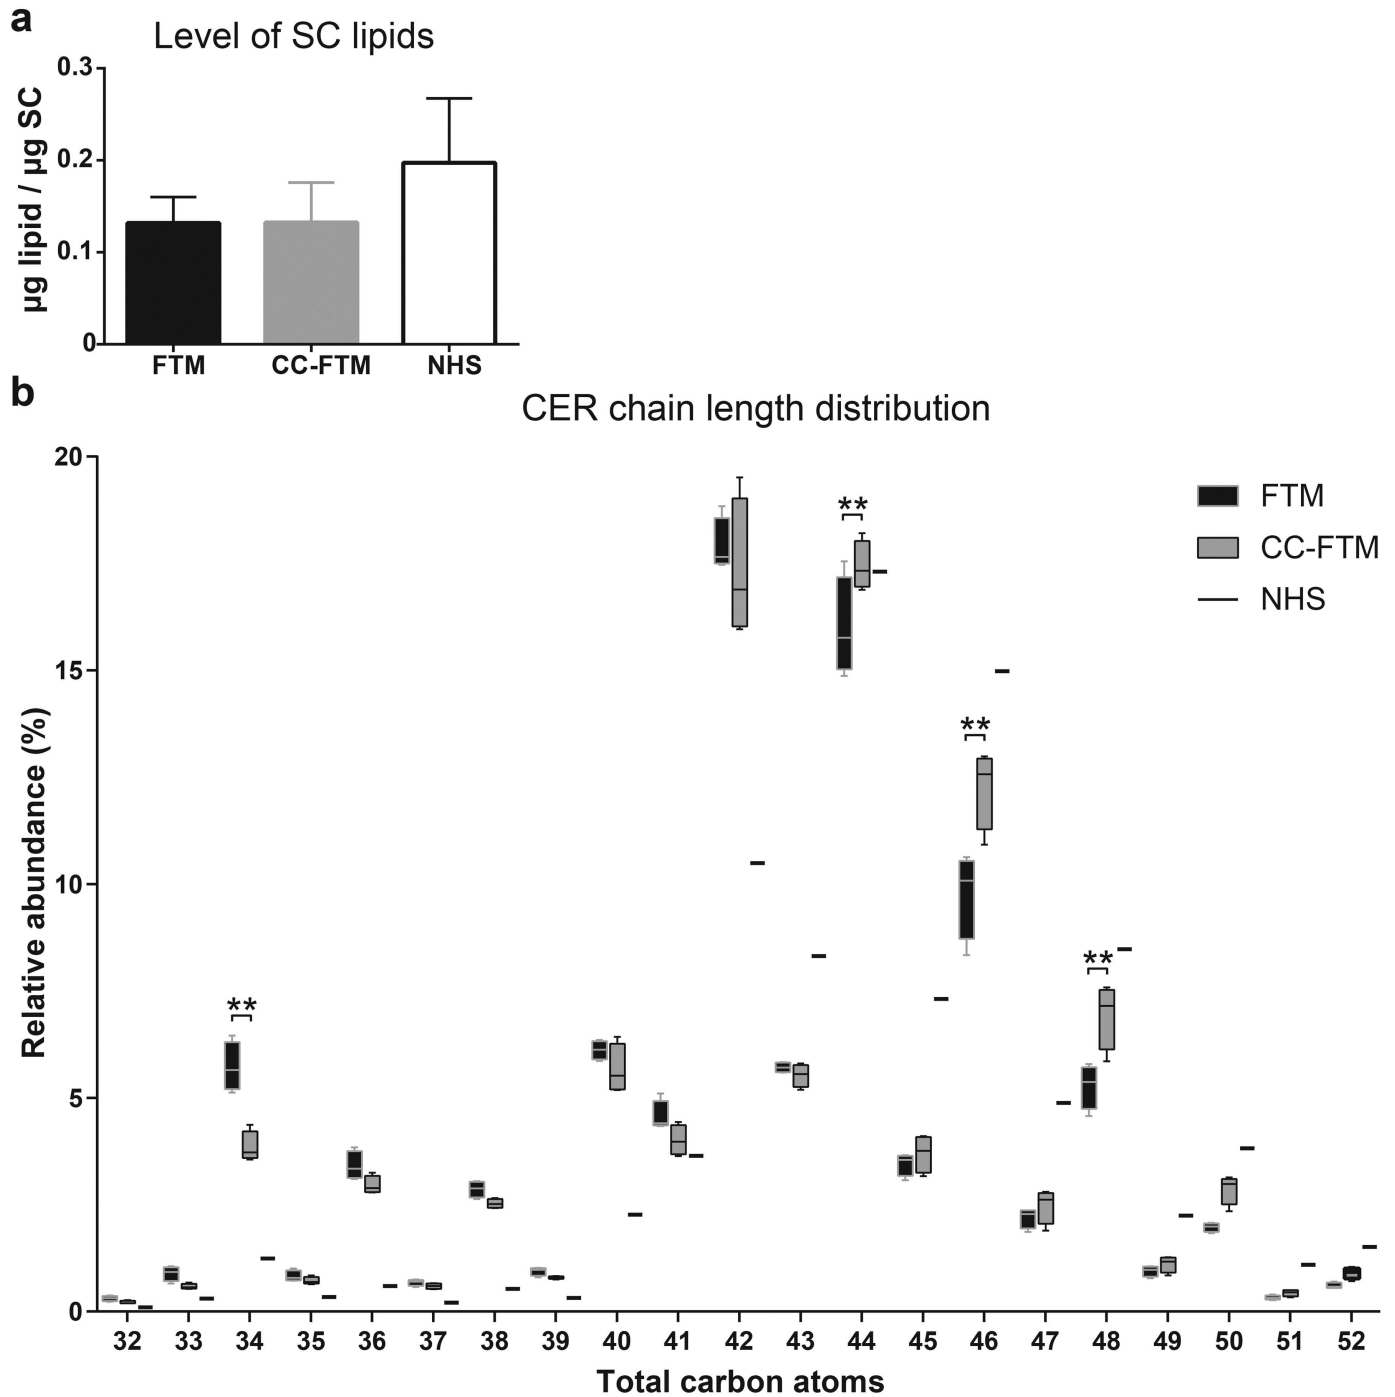 a
Level of SC lipids
µg lipid / µg SC
0.3
0.2
0.1
0
FTM CC-FTM NHS
b
CER chain length distribution
Relative abundance (%)
20
15
10
5
0
FTM
CC-FTM
NHS
**
**
**
**
**
32 33 34 35 36 37 38 39 40 41 42 43 44 45 46 47 48 49 50 51 52
Total carbon atoms